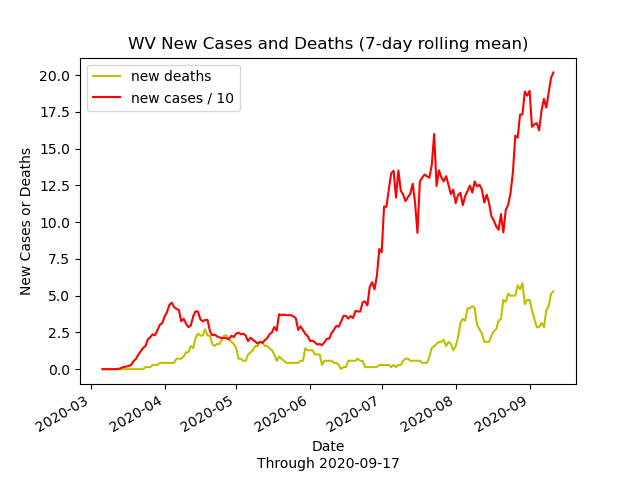 WV New Cases and Deaths (7-day rolling mean)
new deaths
new cases / 10
New Cases or Deaths
20.0
17.5
15.0
12.5
10.0
7.5
5.0
2.5
0.0
2020-03
2020-04
2020-05
2020-06
2020-07
2020-08
2020-09
Date
Through 2020-09-17